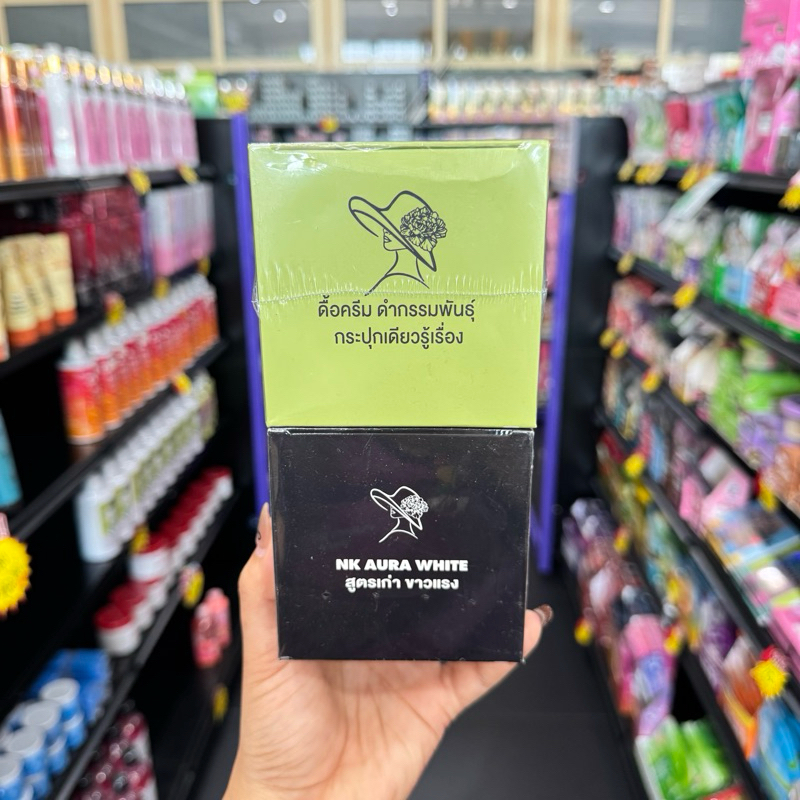 ดื้อครีม ดำกรรมพันธุ์
กระปุกเดียวรู้เรื่อง
NK AURA WHITE
สูตรเก่า ขาวแรง